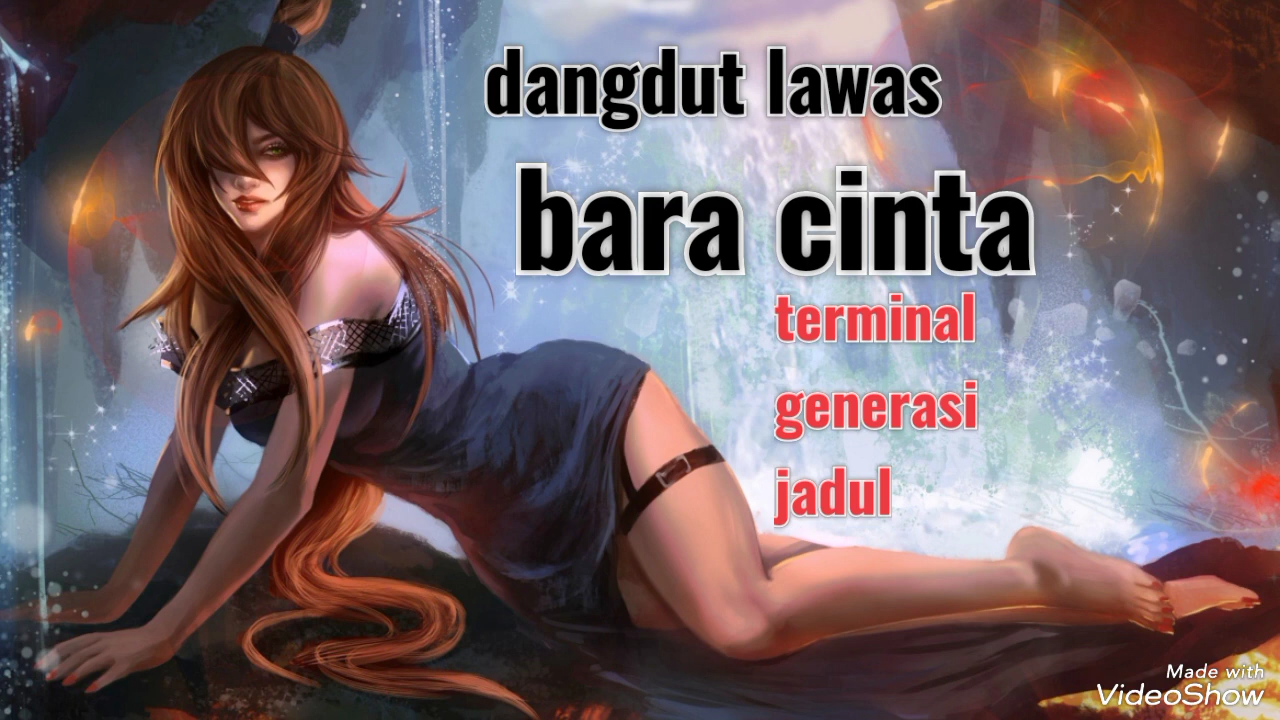 dangdut lawas
bara cinta
terminal
generasi
jadul
Made with
VideoShow